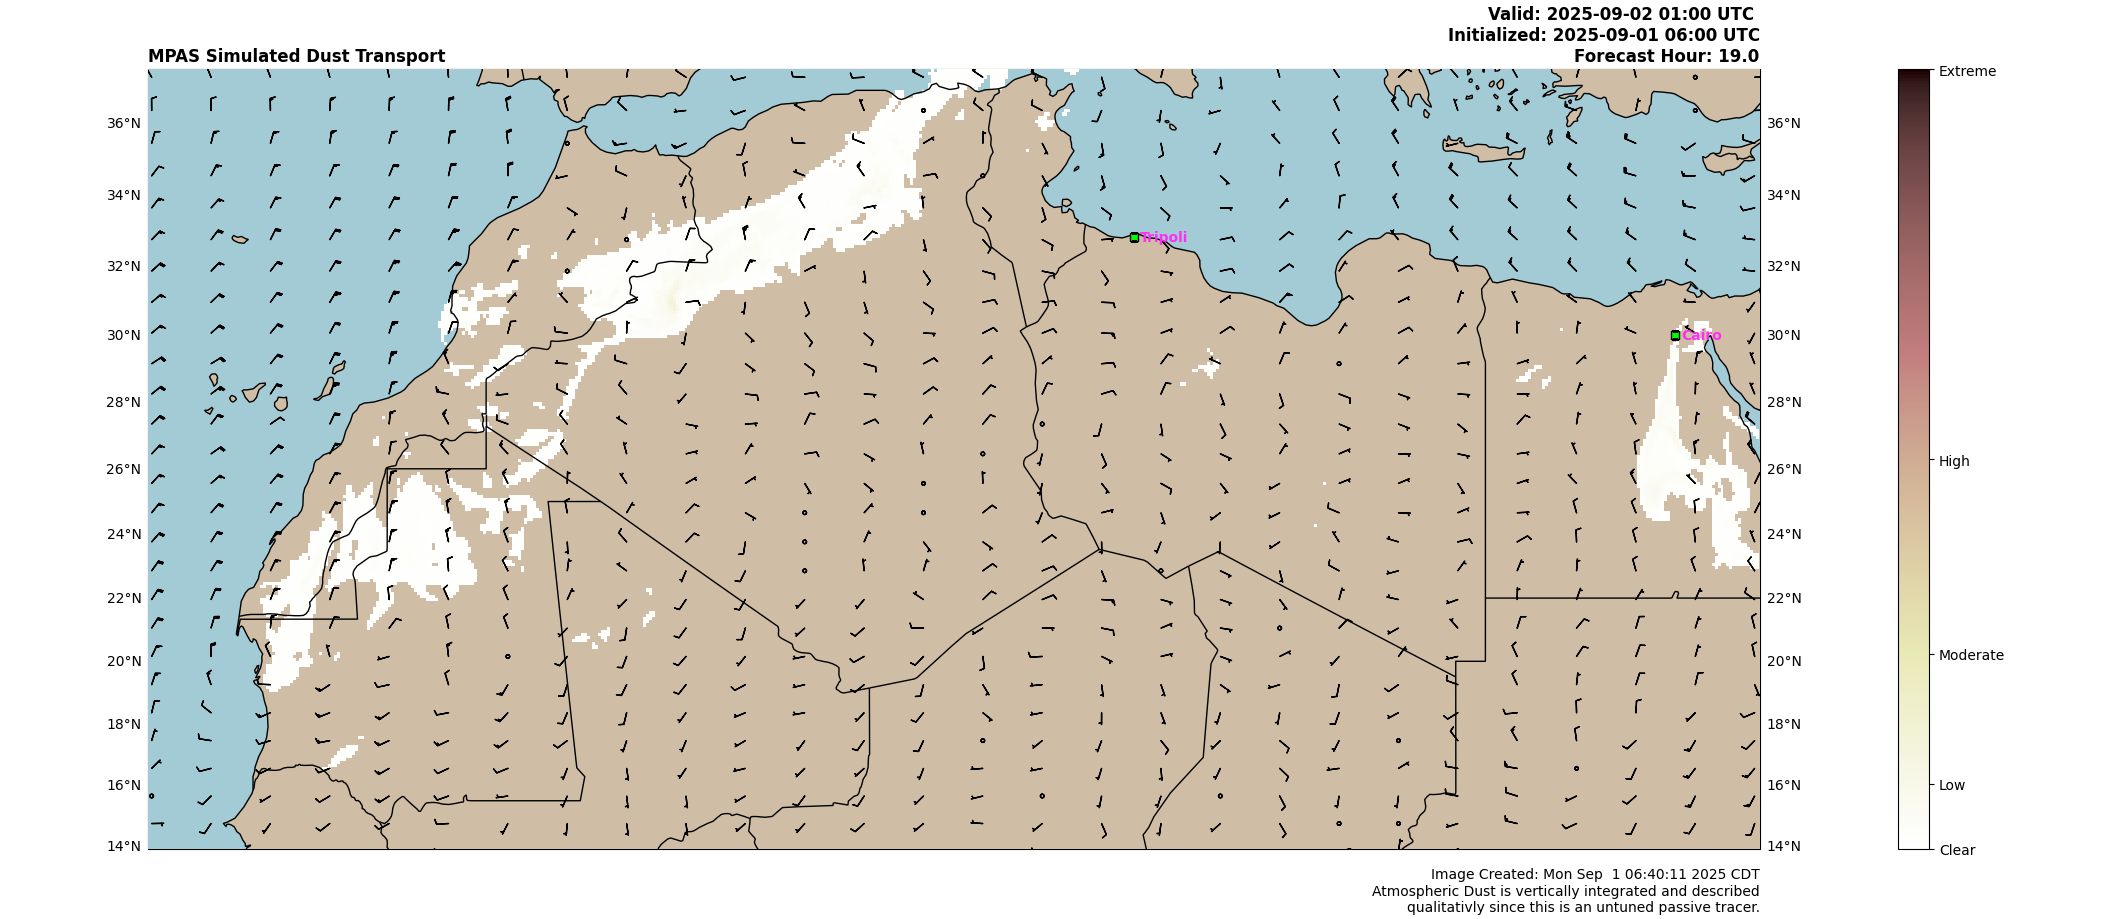 Valid: 2025-09-02 01:00 UTC
Initialized: 2025-09-01 06:00 UTC
MPAS Simulated Dust Transport
Forecast Hour: 19.0
Extreme
36°N
36°N
34°N
34°N
Tripoli
32°N
32°N
30°N
Cairo
30°N
28°N
28°N
26°N
26°N
High
24°N
24°N
22°N
22°N
20°N
20°N
Moderate
18°N
18°N
16°N
16°N
Low
14°N
14°N
Clear
Image Created: Mon Sep  1 06:40:11 2025 CDT
Atmospheric Dust is vertically integrated and described
qualitativly since this is an untuned passive tracer.